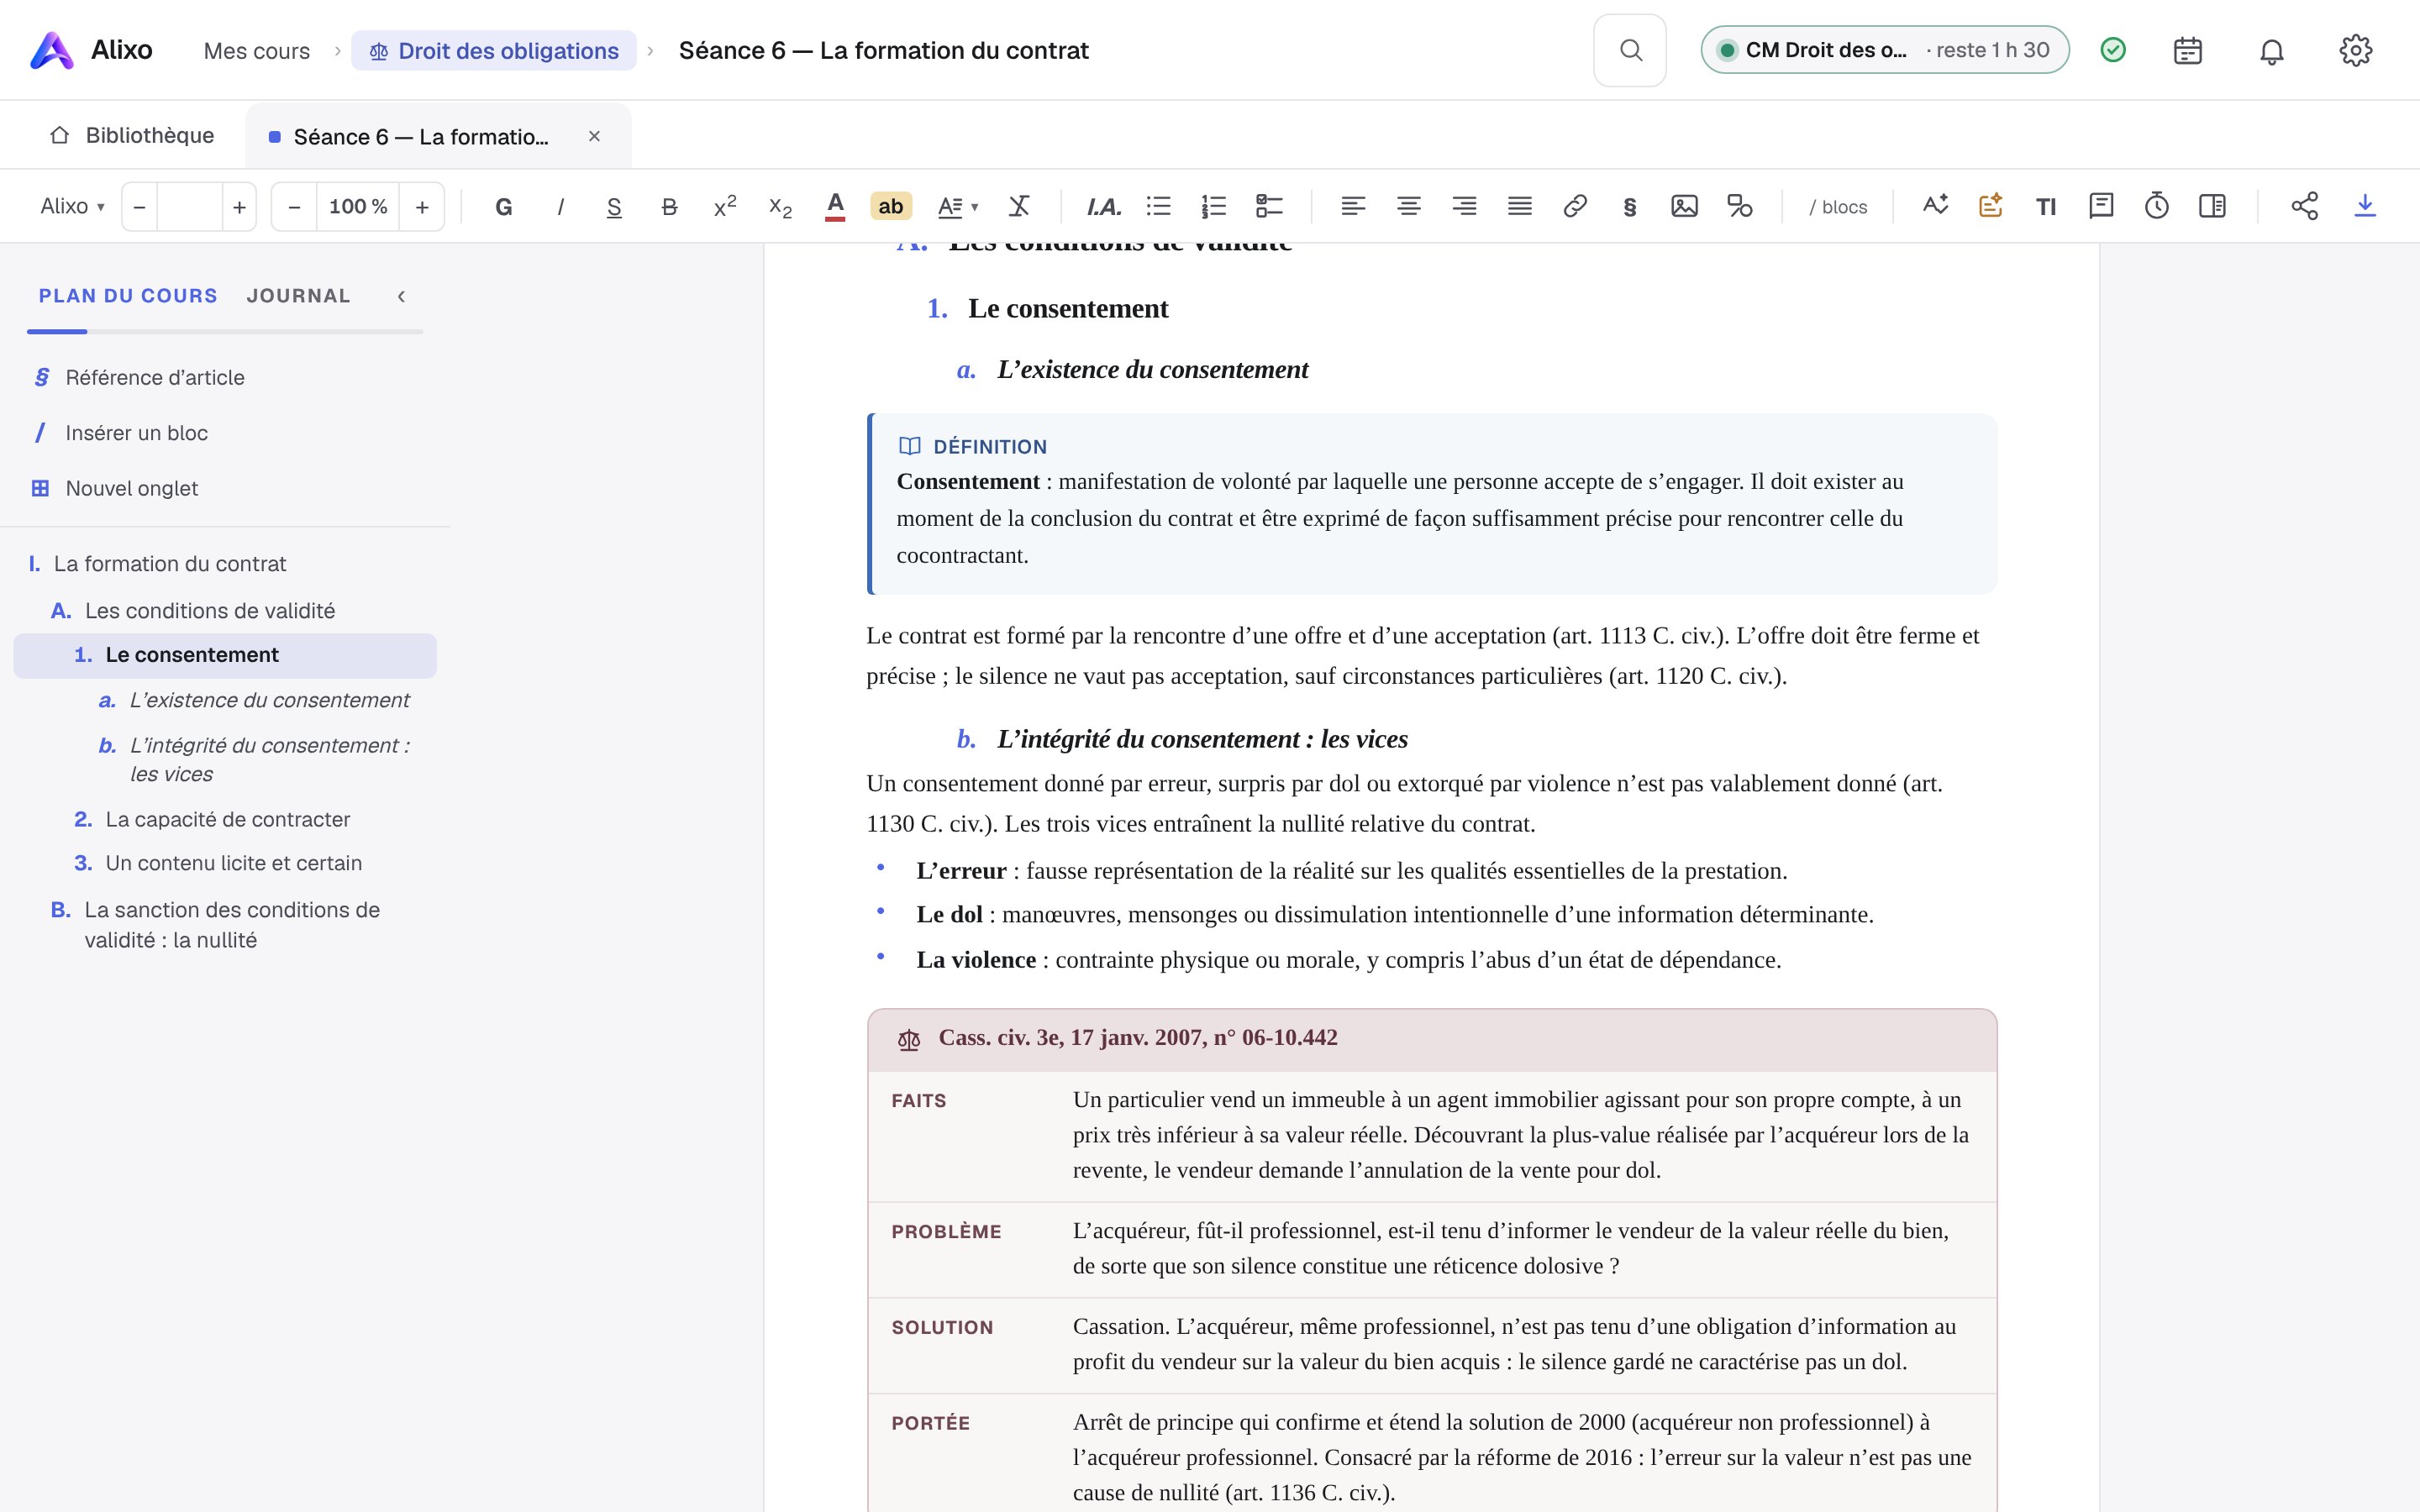 Alixo
Mes cours › Droit des obligations › Séance 6 — La formation du contrat
CM Droit des o... · reste 1 h 30
Bibliothèque
Séance 6 — La formatio... ×
Alixo ▾ − + − 100 % + G I S B x² x₂ A ab A I.A. § / blocs TI
PLAN DU COURS JOURNAL ‹
§ Référence d’article
/ Insérer un bloc
Nouvel onglet
I. La formation du contrat
A. Les conditions de validité
1. Le consentement
a. L’existence du consentement
b. L’intégrité du consentement :
les vices
2. La capacité de contracter
3. Un contenu licite et certain
B. La sanction des conditions de
validité : la nullité
A. Les conditions de validité
1. Le consentement
a. L’existence du consentement
DÉFINITION
Consentement : manifestation de volonté par laquelle une personne accepte de s’engager. Il doit exister au
moment de la conclusion du contrat et être exprimé de façon suffisamment précise pour rencontrer celle du
cocontractant.
Le contrat est formé par la rencontre d’une offre et d’une acceptation (art. 1113 C. civ.). L’offre doit être ferme et
précise ; le silence ne vaut pas acceptation, sauf circonstances particulières (art. 1120 C. civ.).
b. L’intégrité du consentement : les vices
Un consentement donné par erreur, surpris par dol ou extorqué par violence n’est pas valablement donné (art.
1130 C. civ.). Les trois vices entraînent la nullité relative du contrat.
• L’erreur : fausse représentation de la réalité sur les qualités essentielles de la prestation.
• Le dol : manœuvres, mensonges ou dissimulation intentionnelle d’une information déterminante.
• La violence : contrainte physique ou morale, y compris l’abus d’un état de dépendance.
Cass. civ. 3e, 17 janv. 2007, n° 06-10.442
FAITS
Un particulier vend un immeuble à un agent immobilier agissant pour son propre compte, à un
prix très inférieur à sa valeur réelle. Découvrant la plus-value réalisée par l’acquéreur lors de la
revente, le vendeur demande l’annulation de la vente pour dol.
PROBLÈME
L’acquéreur, fût-il professionnel, est-il tenu d’informer le vendeur de la valeur réelle du bien,
de sorte que son silence constitue une réticence dolosive ?
SOLUTION
Cassation. L’acquéreur, même professionnel, n’est pas tenu d’une obligation d’information au
profit du vendeur sur la valeur du bien acquis : le silence gardé ne caractérise pas un dol.
PORTÉE
Arrêt de principe qui confirme et étend la solution de 2000 (acquéreur non professionnel) à
l’acquéreur professionnel. Consacré par la réforme de 2016 : l’erreur sur la valeur n’est pas une
cause de nullité (art. 1136 C. civ.).